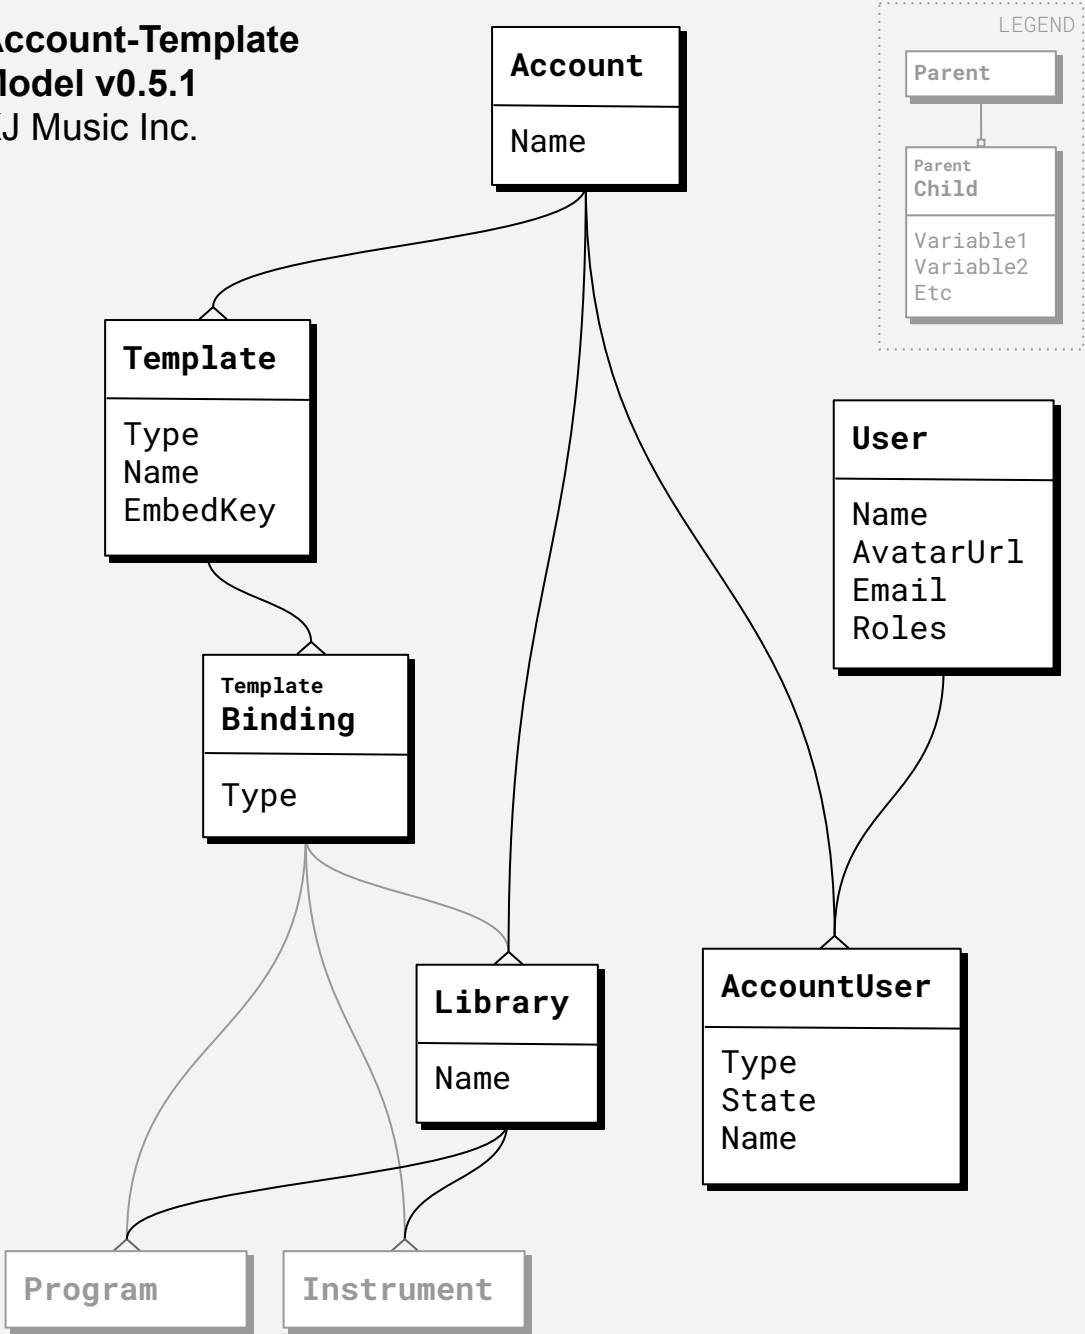 Account-Template
Model v0.5.1
XJ Music Inc.
LEGEND
Parent
Parent
Child
Variable1
Variable2
Etc
Account
Name
Template
Type
Name
EmbedKey
User
Name
AvatarUrl
Email
Roles
Template
Binding
Type
Library
Name
AccountUser
Type
State
Name
Program
Instrument